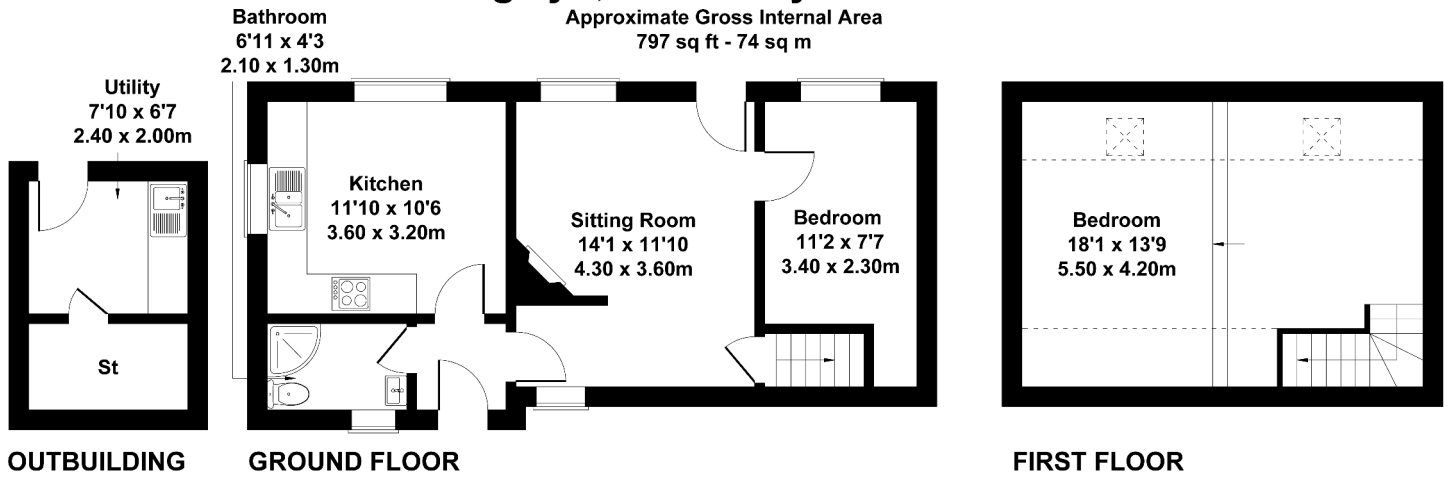 Bathroom
6'11 x 4'3
2.10 x 1.30m
Approximate Gross Internal Area
797 sq ft - 74 sq m
Utility
7'10 x 6'7
2.40 x 2.00m
Kitchen
11'10 x 10'6
3.60 x 3.20m
Sitting Room
14'1 x 11'10
4.30 x 3.60m
Bedroom
11'2 x 7'7
3.40 x 2.30m
Bedroom
18'1 x 13'9
5.50 x 4.20m
St
OUTBUILDING
GROUND FLOOR
FIRST FLOOR